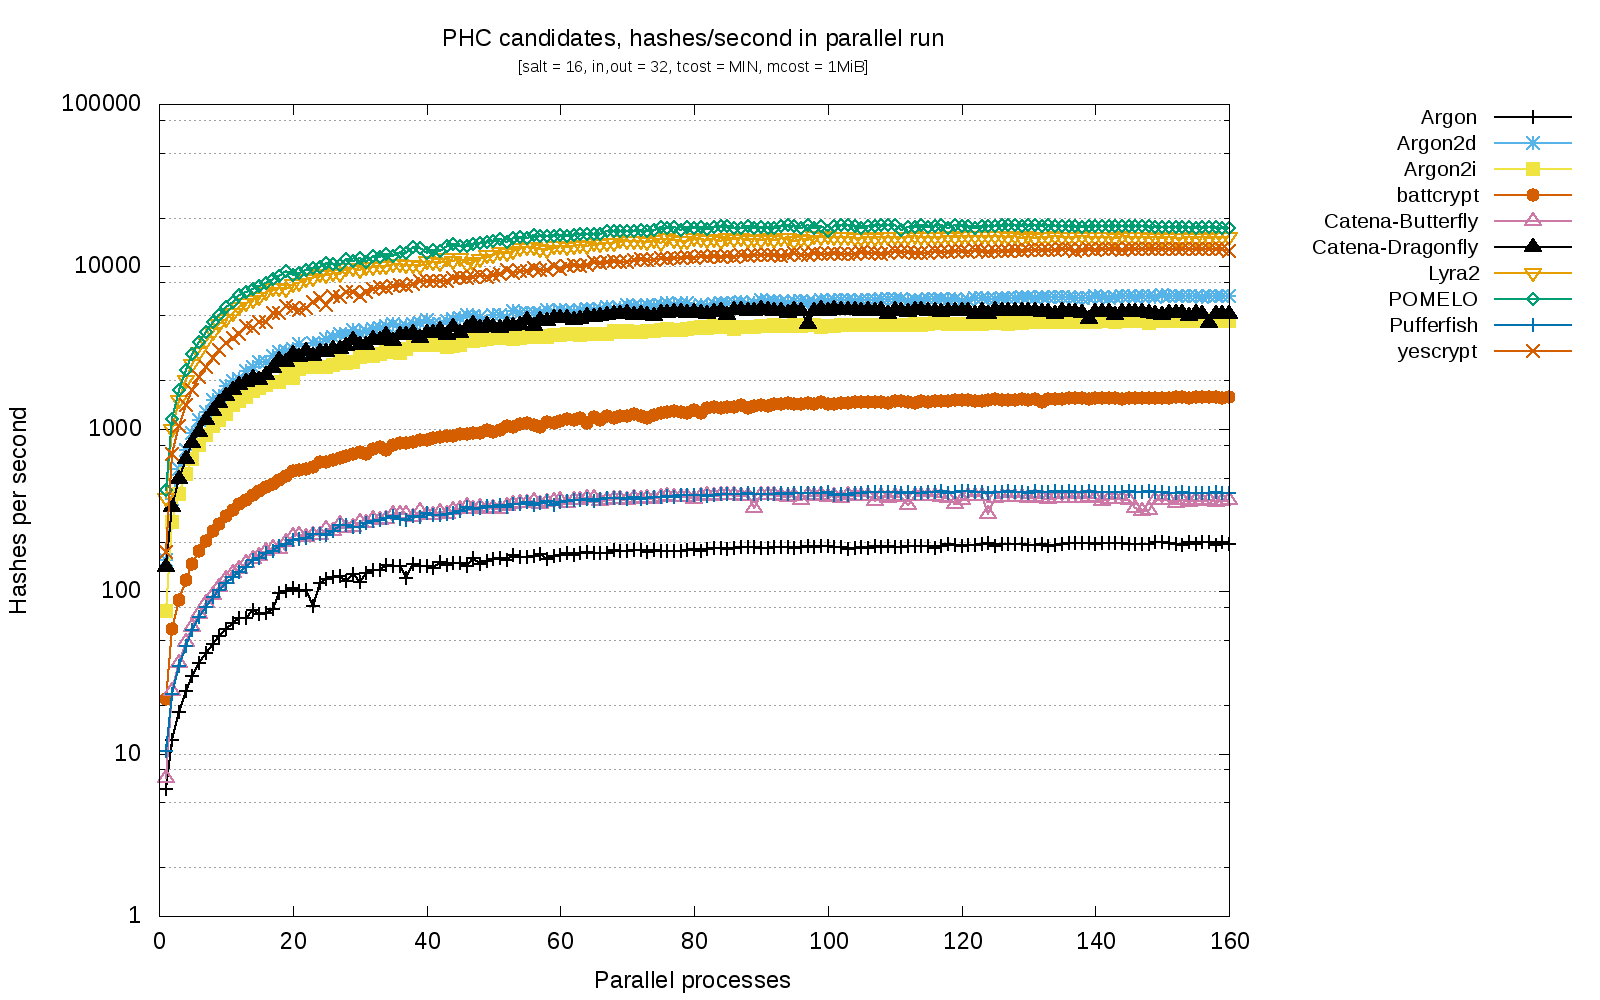 PHC candidates, hashes/second in parallel run
[salt = 16, in,out = 32, tcost = MIN, mcost = 1MiB]
100000
10000
1000
100
10
1
Hashes per second
0 20 40 60 80 100 120 140 160
Parallel processes
Argon
Argon2d
Argon2i
battcrypt
Catena-Butterfly
Catena-Dragonfly
Lyra2
POMELO
Pufferfish
yescrypt